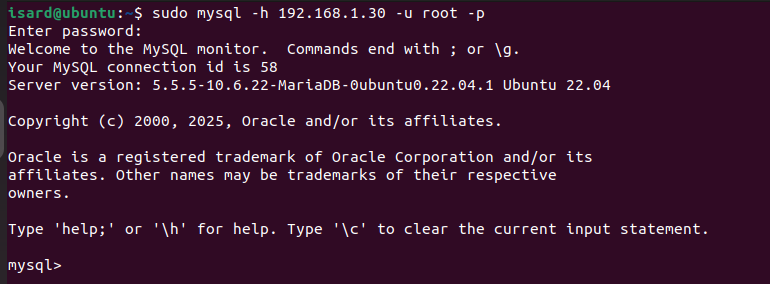 isard@ubuntu:~$ sudo mysql -h 192.168.1.30 -u root -p
Enter password:
Welcome to the MySQL monitor.  Commands end with ; or \g.
Your MySQL connection id is 58
Server version: 5.5.5-10.6.22-MariaDB-0ubuntu0.22.04.1 Ubuntu 22.04
Copyright (c) 2000, 2025, Oracle and/or its affiliates.
Oracle is a registered trademark of Oracle Corporation and/or its
affiliates. Other names may be trademarks of their respective
owners.
Type 'help;' or '\h' for help. Type '\c' to clear the current input statement.
mysql>